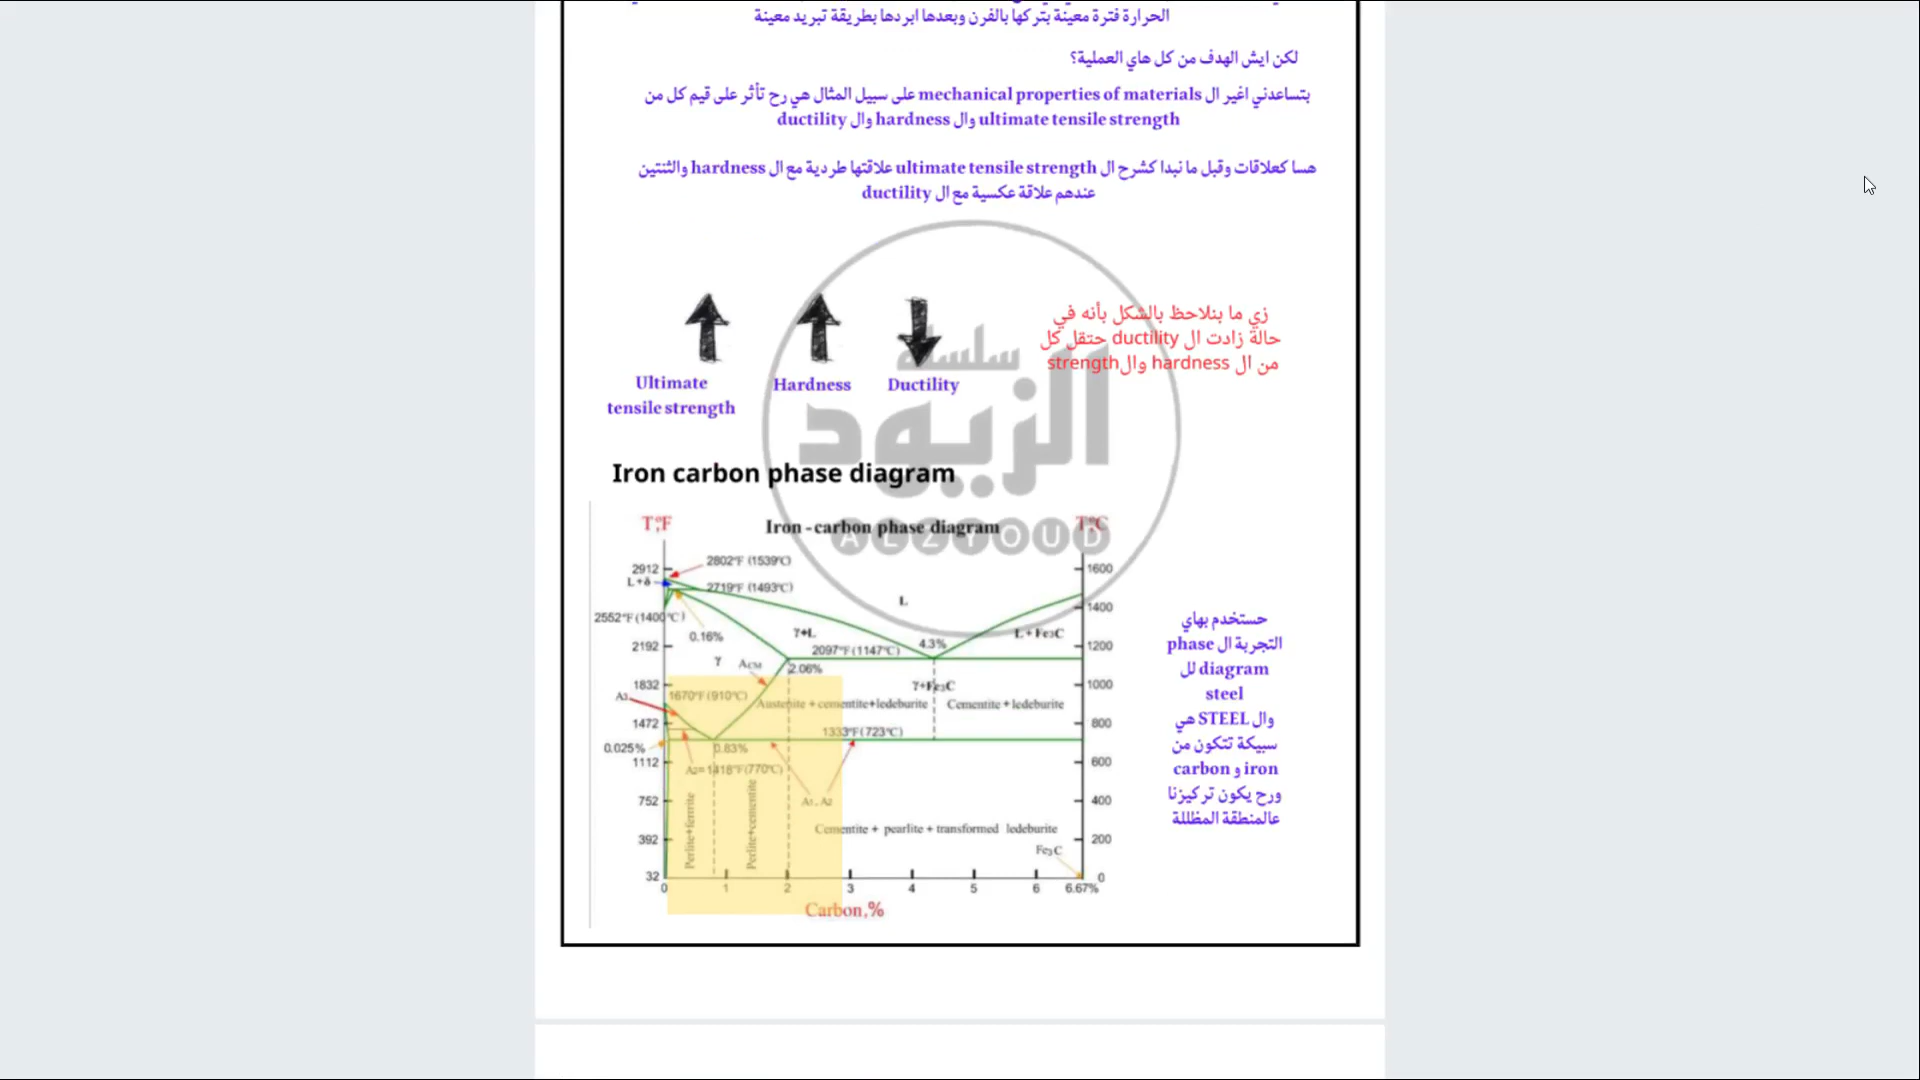 الحرارة فترة معينة بتركها بالفرن وبعدها ابردها بطريقة تبريد معينة
لكن ايش الهدف من كل هاي العملية؟
بتساعدني اغير ال mechanical properties of materials على سبيل المثال هي رح تأثر على قيم كل من
ultimate tensile strength وال hardness وال ductility
هسا كعلاقات وقبل ما نبدا كشرح ال ultimate tensile strength علاقتها طردية مع ال hardness والثنتين
عندهم علاقة عكسية مع ال ductility
زي ما بنلاحظ بالشكل بأنه في
حالة زادت ال ductility حتقل كل
من ال hardness والstrength
Ultimate
tensile strength
Hardness
Ductility
سلسلة
الزيود
ALZYOUD
Iron carbon phase diagram
Iron-carbon phase diagram
T,°F
T,°C
2802°F (1539°C)
2912
1600
L+δ
2719°F (1493°C)
L
1400
2552°F (1400°C)
0.16%
γ+L
4.3%
L+Fe3C
2192
2097°F (1147°C)
1200
γ
ACM
2.06%
1832
γ+Fe3C
1000
A3
1670°F (910°C)
Austenite + cementite+ledeburite
Cementite + ledeburite
1472
1333°F (723°C)
800
0.025%
0.83%
1112
A2= 1418°F(770°C)
600
752
A1, A2
400
Perlite+ferrite
Perlite+cementite
Cementite + pearlite + transformed ledeburite
392
200
Fe3C
32
0
0 1 2 3 4 5 6 6.67%
Carbon,%
حستخدم بهاي
التجربة ال phase
diagram لل
steel
وال STEEL هي
سبيكة تتكون من
iron و carbon
ورح يكون تركيزنا
عالمنطقة المظللة